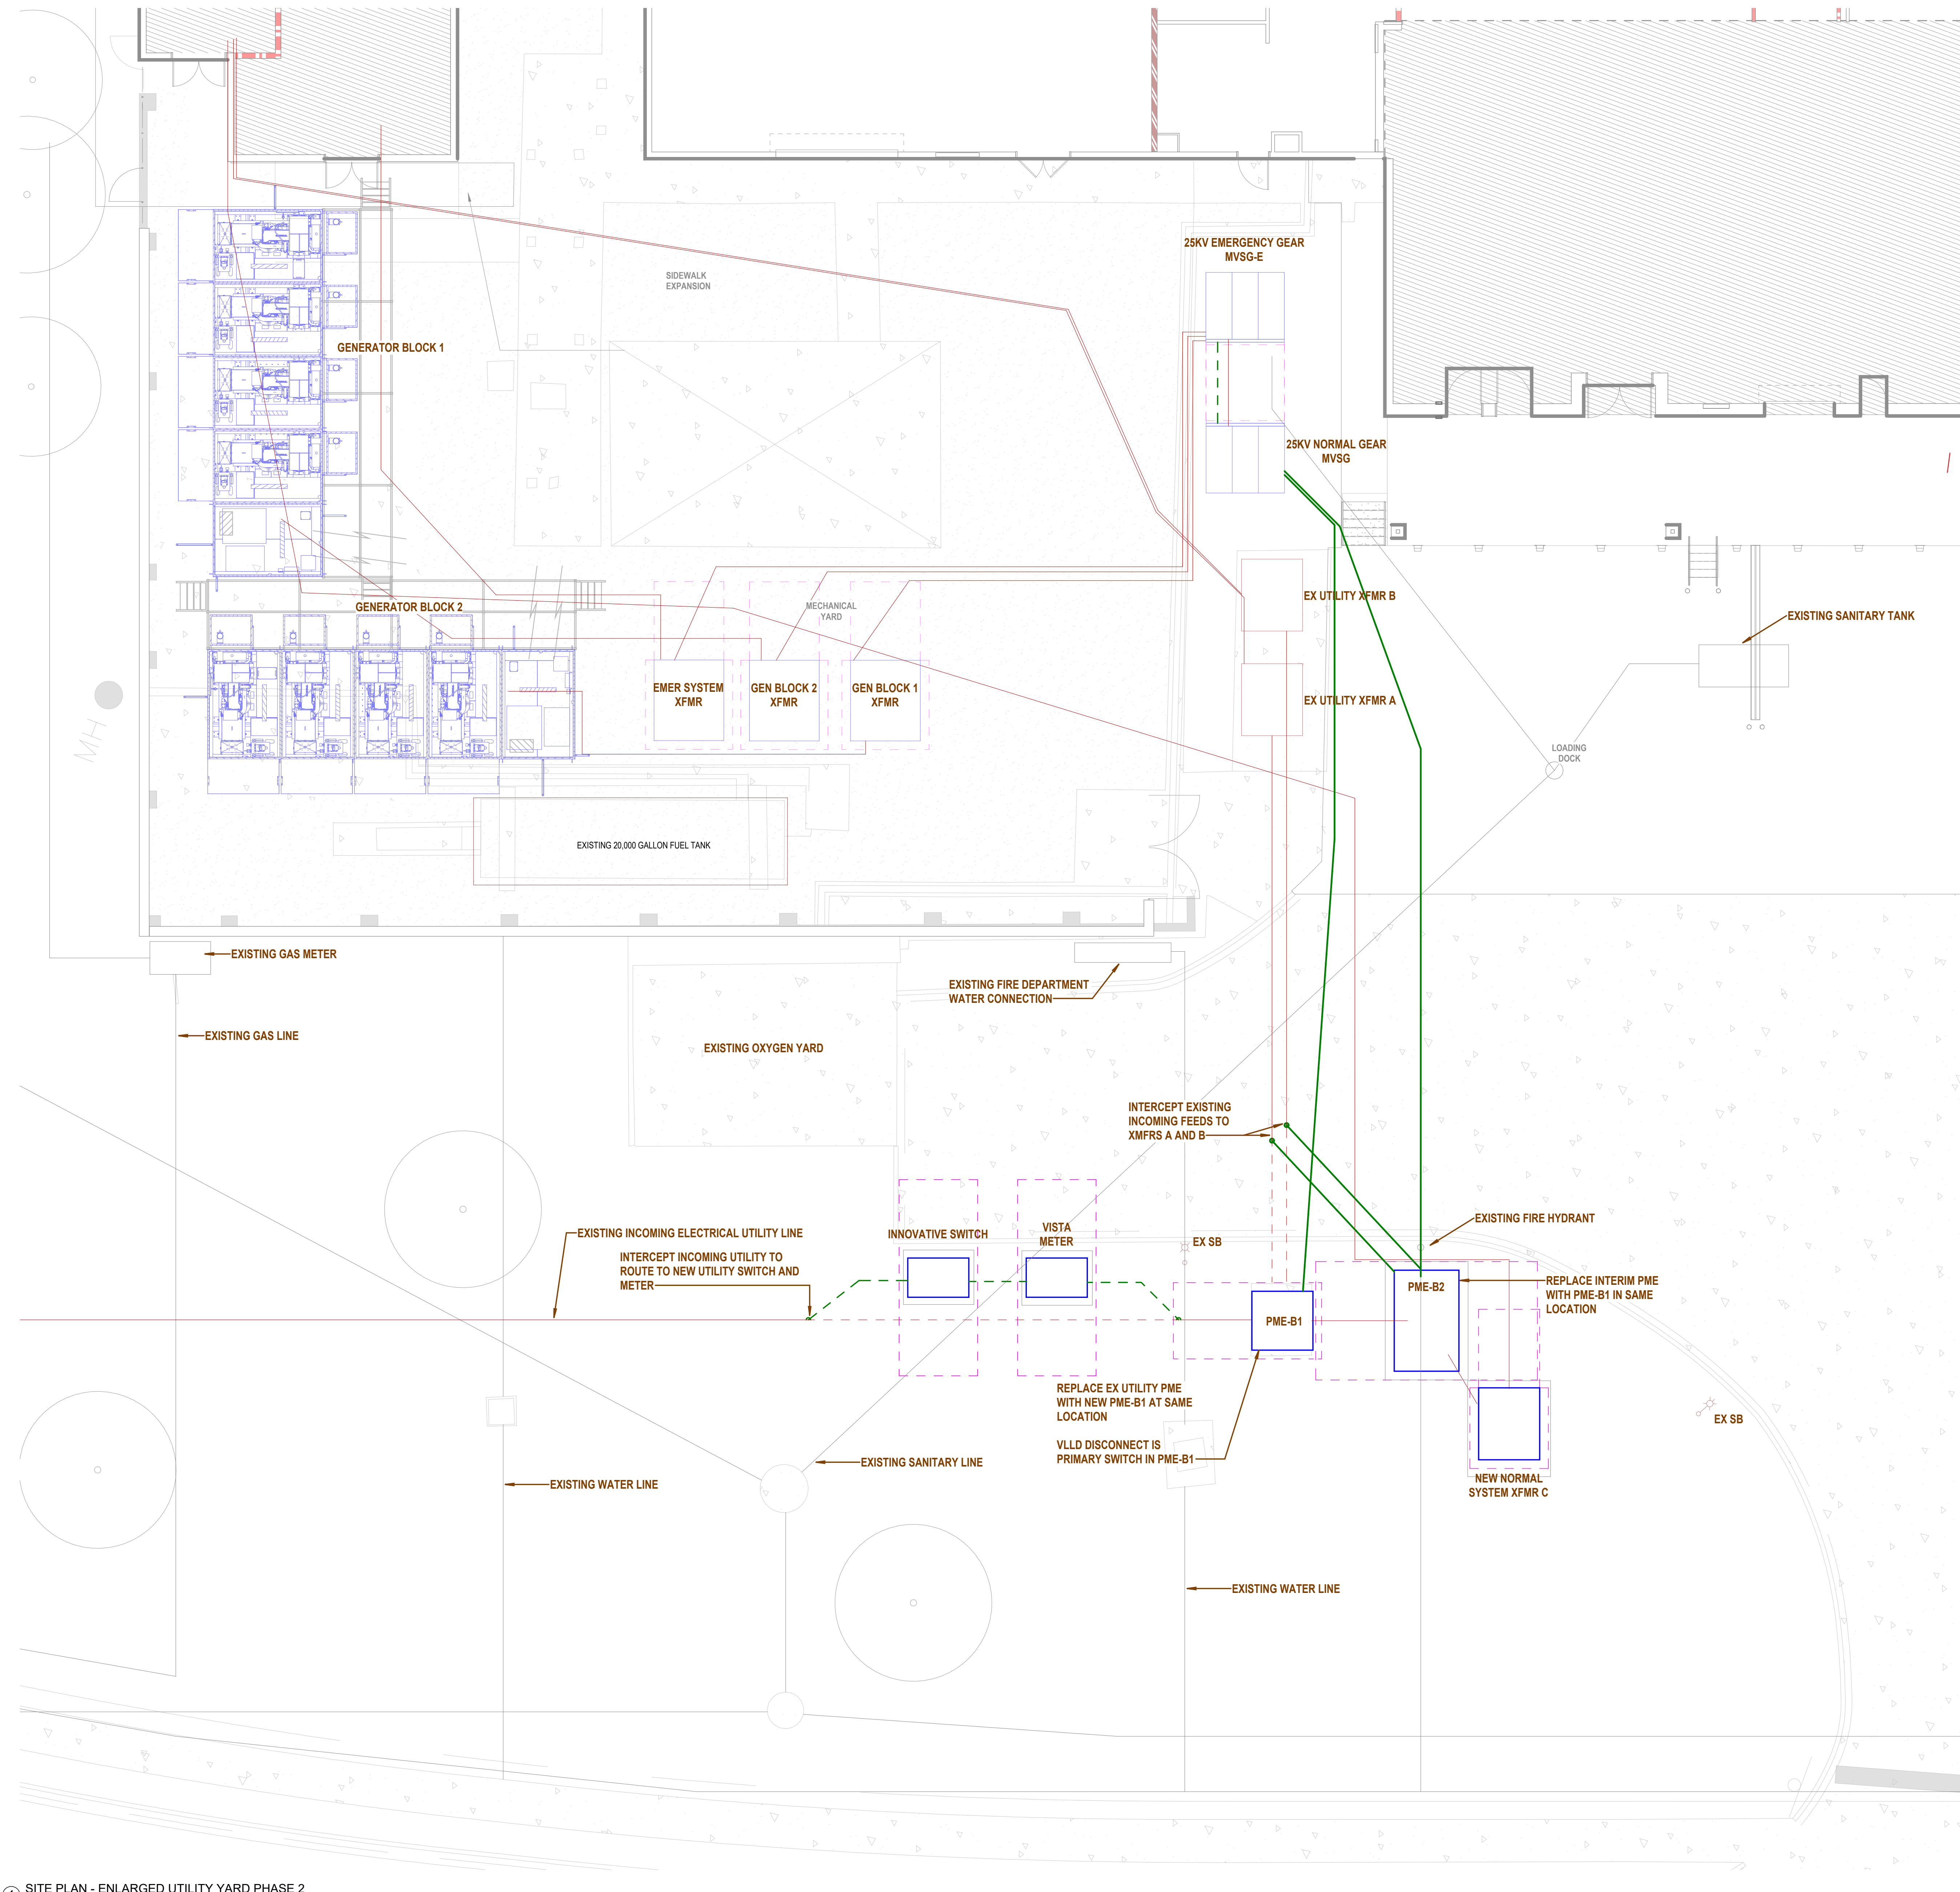 25KV EMERGENCY GEAR
MVSG-E
SIDEWALK
EXPANSION
GENERATOR BLOCK 1
25KV NORMAL GEAR
MVSG
GENERATOR BLOCK 2
MECHANICAL
YARD
EX UTILITY XFMR B
EXISTING SANITARY TANK
EMER SYSTEM
XFMR
GEN BLOCK 2
XFMR
GEN BLOCK 1
XFMR
EX UTILITY XFMR A
MH
LOADING
DOCK
EXISTING 20,000 GALLON FUEL TANK
EXISTING GAS METER
EXISTING FIRE DEPARTMENT
WATER CONNECTION
EXISTING GAS LINE
EXISTING OXYGEN YARD
INTERCEPT EXISTING
INCOMING FEEDS TO
XMFRS A AND B
EXISTING INCOMING ELECTRICAL UTILITY LINE
INTERCEPT INCOMING UTILITY TO
ROUTE TO NEW UTILITY SWITCH AND
METER
INNOVATIVE SWITCH
VISTA
METER
EX SB
EXISTING FIRE HYDRANT
PME-B1
PME-B2
REPLACE INTERIM PME
WITH PME-B1 IN SAME
LOCATION
REPLACE EX UTILITY PME
WITH NEW PME-B1 AT SAME
LOCATION
VLLD DISCONNECT IS
PRIMARY SWITCH IN PME-B1
EX SB
EXISTING SANITARY LINE
EXISTING WATER LINE
NEW NORMAL
SYSTEM XFMR C
EXISTING WATER LINE
SITE PLAN - ENLARGED UTILITY YARD PHASE 2